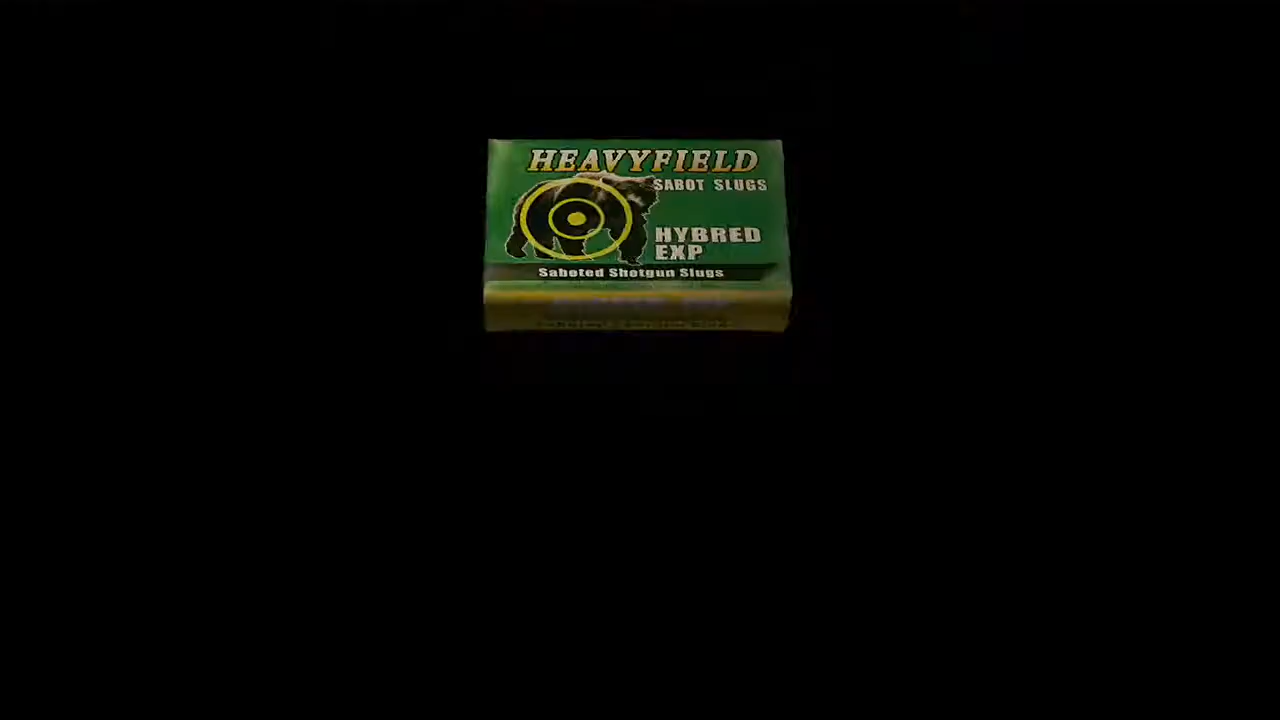 HEAVYFIELD
SABOT SLUGS
HYBRED
EXP
Saboted Shotgun Slugs